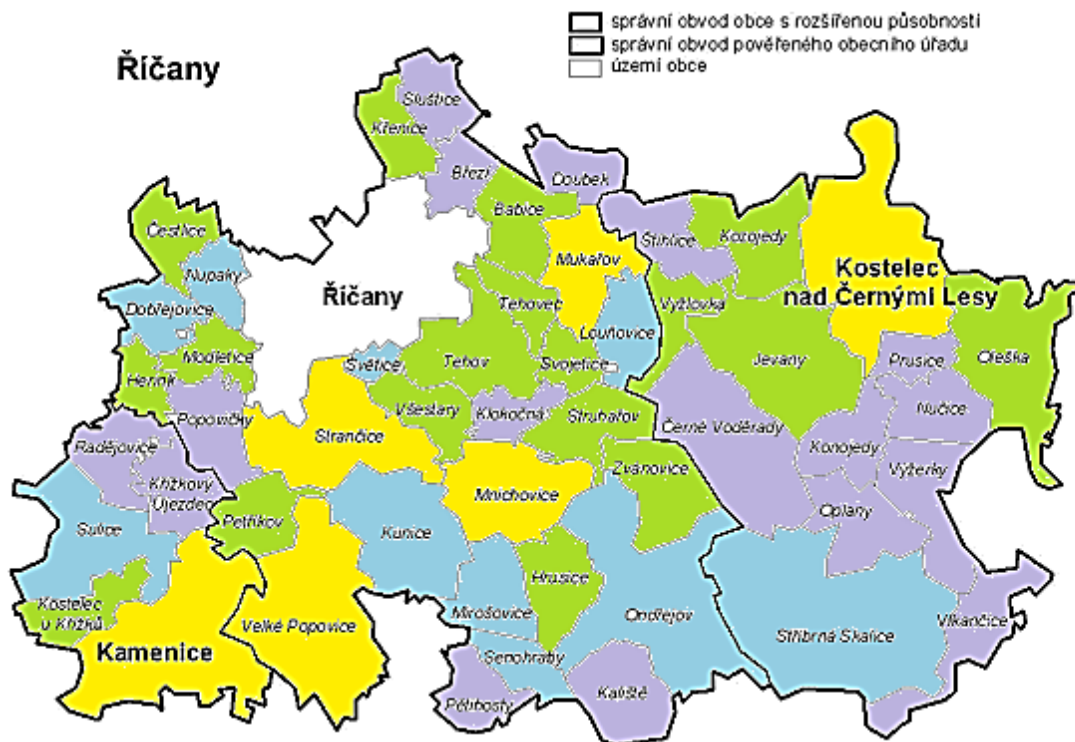 správní obvod obce s rozšířenou působností
správní obvod pověřeného obecního úřadu
území obce
Říčany
Sluštice
Křenice
Březí
Doubek
Babice
Štíhlice
Kozojedy
Čestlice
Nupaky
Mukařov
Kostelec
nad Černými Lesy
Říčany
Tehovec
Vyžlovka
Dobřejovice
Louňovice
Modletice
Světice
Tehov
Svojetice
Jevany
Prusice
Oleška
Herink
Všestary
Klokočná
Struhařov
Nučice
Popovičky
Strančice
Černé Voděrady
Konojedy
Radějovice
Zvánovice
Výžerky
Křížkový
Újezdec
Mnichovice
Oplany
Sulice
Petříkov
Kunice
Hrusice
Kostelec
u Křížků
Mirošovice
Ondřejov
Vlkančice
Velké Popovice
Stříbrná Skalice
Kamenice
Senohraby
Kaliště
Pětihosty